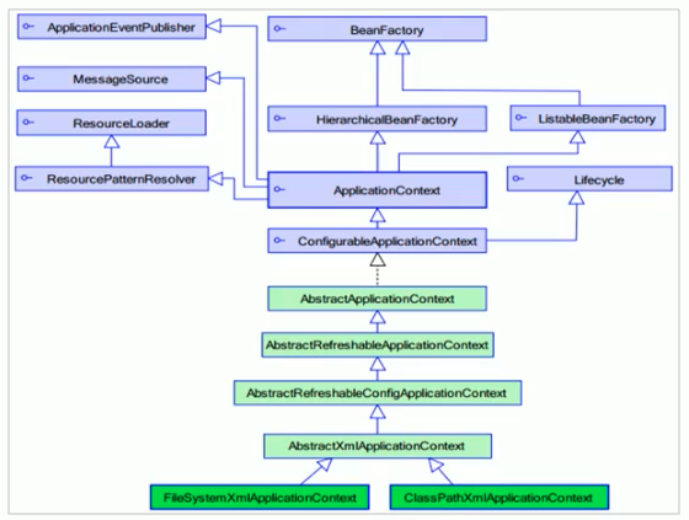 ApplicationEventPublisher
BeanFactory
MessageSource
ResourceLoader
HierarchicalBeanFactory
ListableBeanFactory
ResourcePatternResolver
ApplicationContext
Lifecycle
ConfigurableApplicationContext
AbstractApplicationContext
AbstractRefreshableApplicationContext
AbstractRefreshableConfigApplicationContext
AbstractXmlApplicationContext
FileSystemXmlApplicationContext
ClassPathXmlApplicationContext